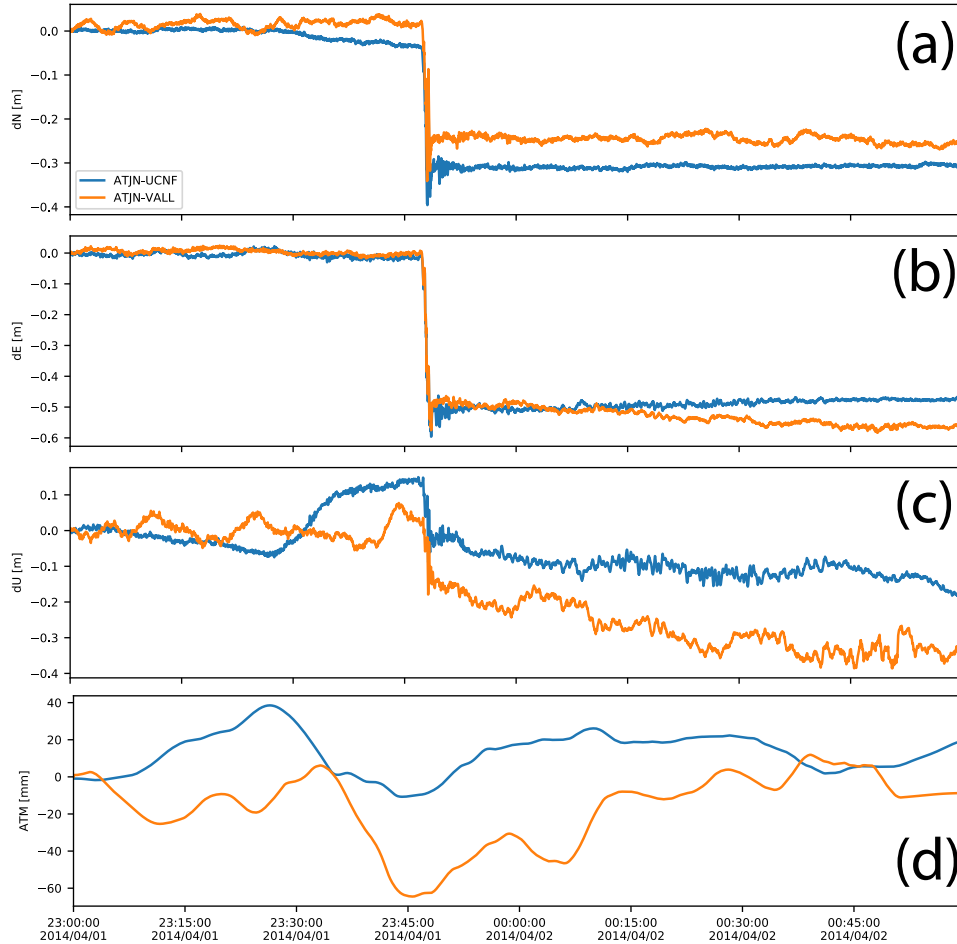 0.0
−0.1
−0.2
−0.3
−0.4
dN [m]
ATJN-UCNF
ATJN-VALL
(a)
0.0
−0.1
−0.2
−0.3
−0.4
−0.5
−0.6
dE [m]
(b)
0.1
0.0
−0.1
−0.2
−0.3
−0.4
dU [m]
(c)
40
20
0
−20
−40
−60
ATM [mm]
(d)
23:00:00 23:15:00 23:30:00 23:45:00 00:00:00 00:15:00 00:30:00 00:45:00
2014/04/01 2014/04/01 2014/04/01 2014/04/01 2014/04/02 2014/04/02 2014/04/02 2014/04/02